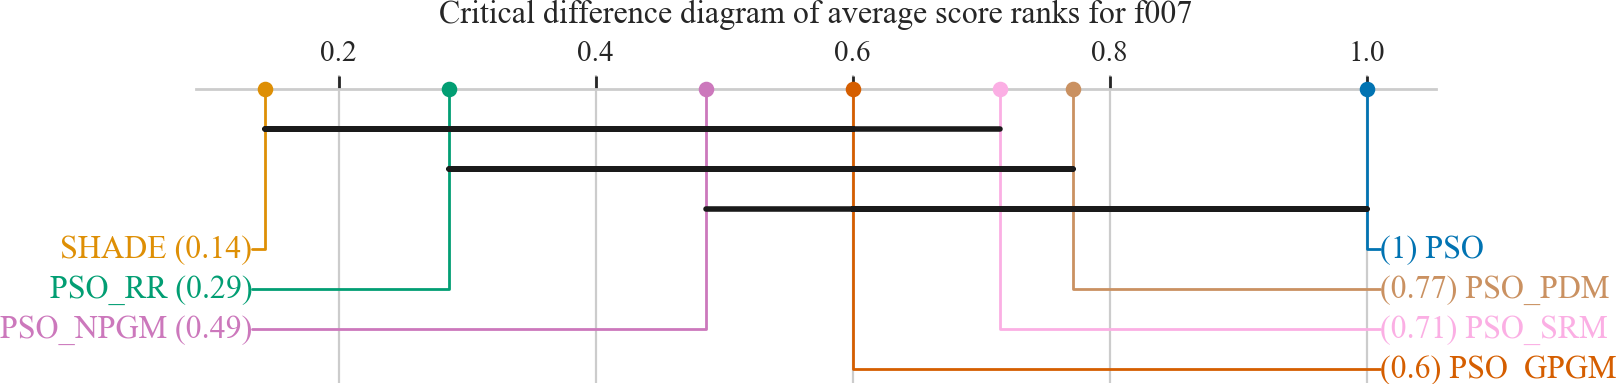 Critical difference diagram of average score ranks for f007
0.2 0.4 0.6 0.8 1.0
SHADE (0.14) (1) PSO
PSO_RR (0.29) (0.77) PSO_PDM
PSO_NPGM (0.49) (0.71) PSO_SRM
(0.6) PSO_GPGM